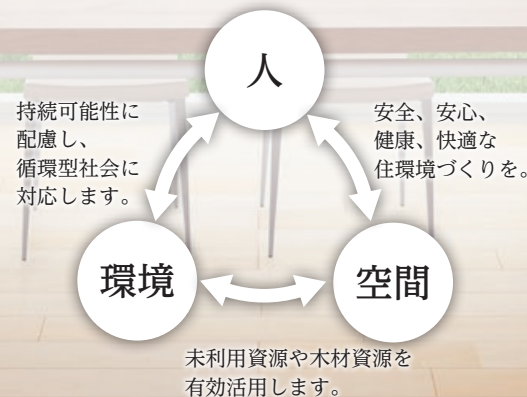 人
持続可能性に
配慮し、
循環型社会に
対応します。
安全、安心、
健康、快適な
住環境づくりを。
環境
空間
未利用資源や木材資源を
有効活用します。